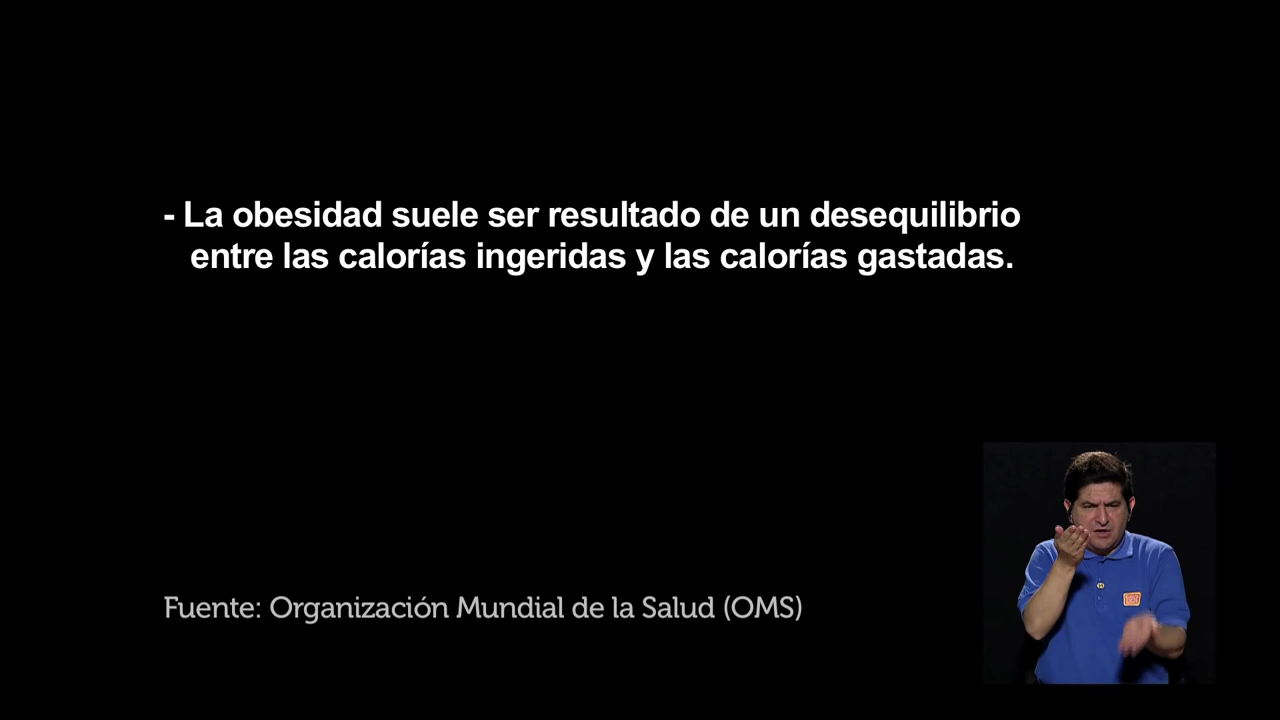 - La obesidad suele ser resultado de un desequilibrio
entre las calorías ingeridas y las calorías gastadas.
Fuente: Organización Mundial de la Salud (OMS)